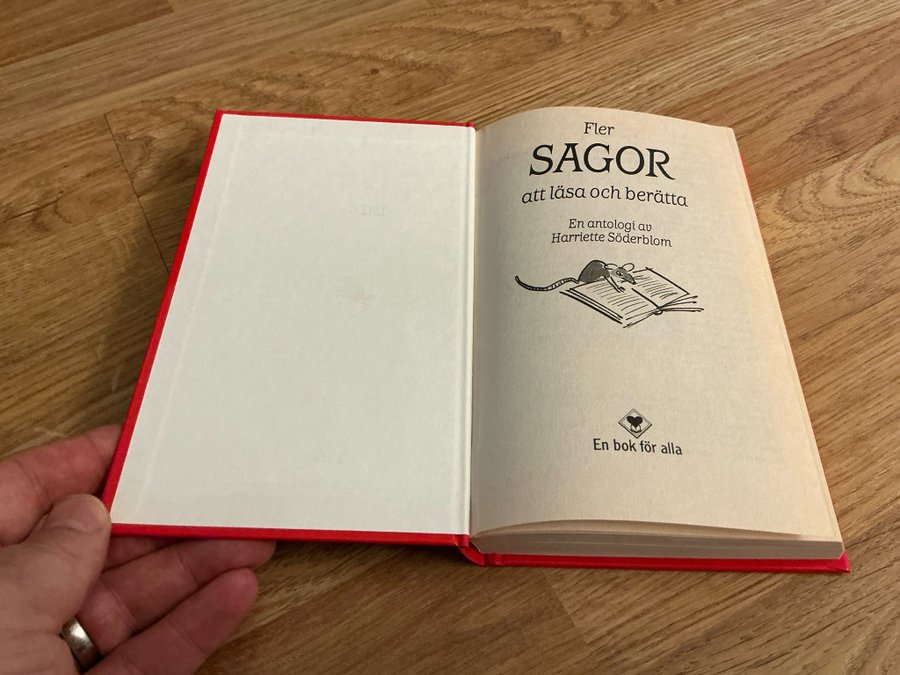 Fler
SAGOR
att läsa och berätta
En antologi av
Harriette Söderblom
En bok för alla